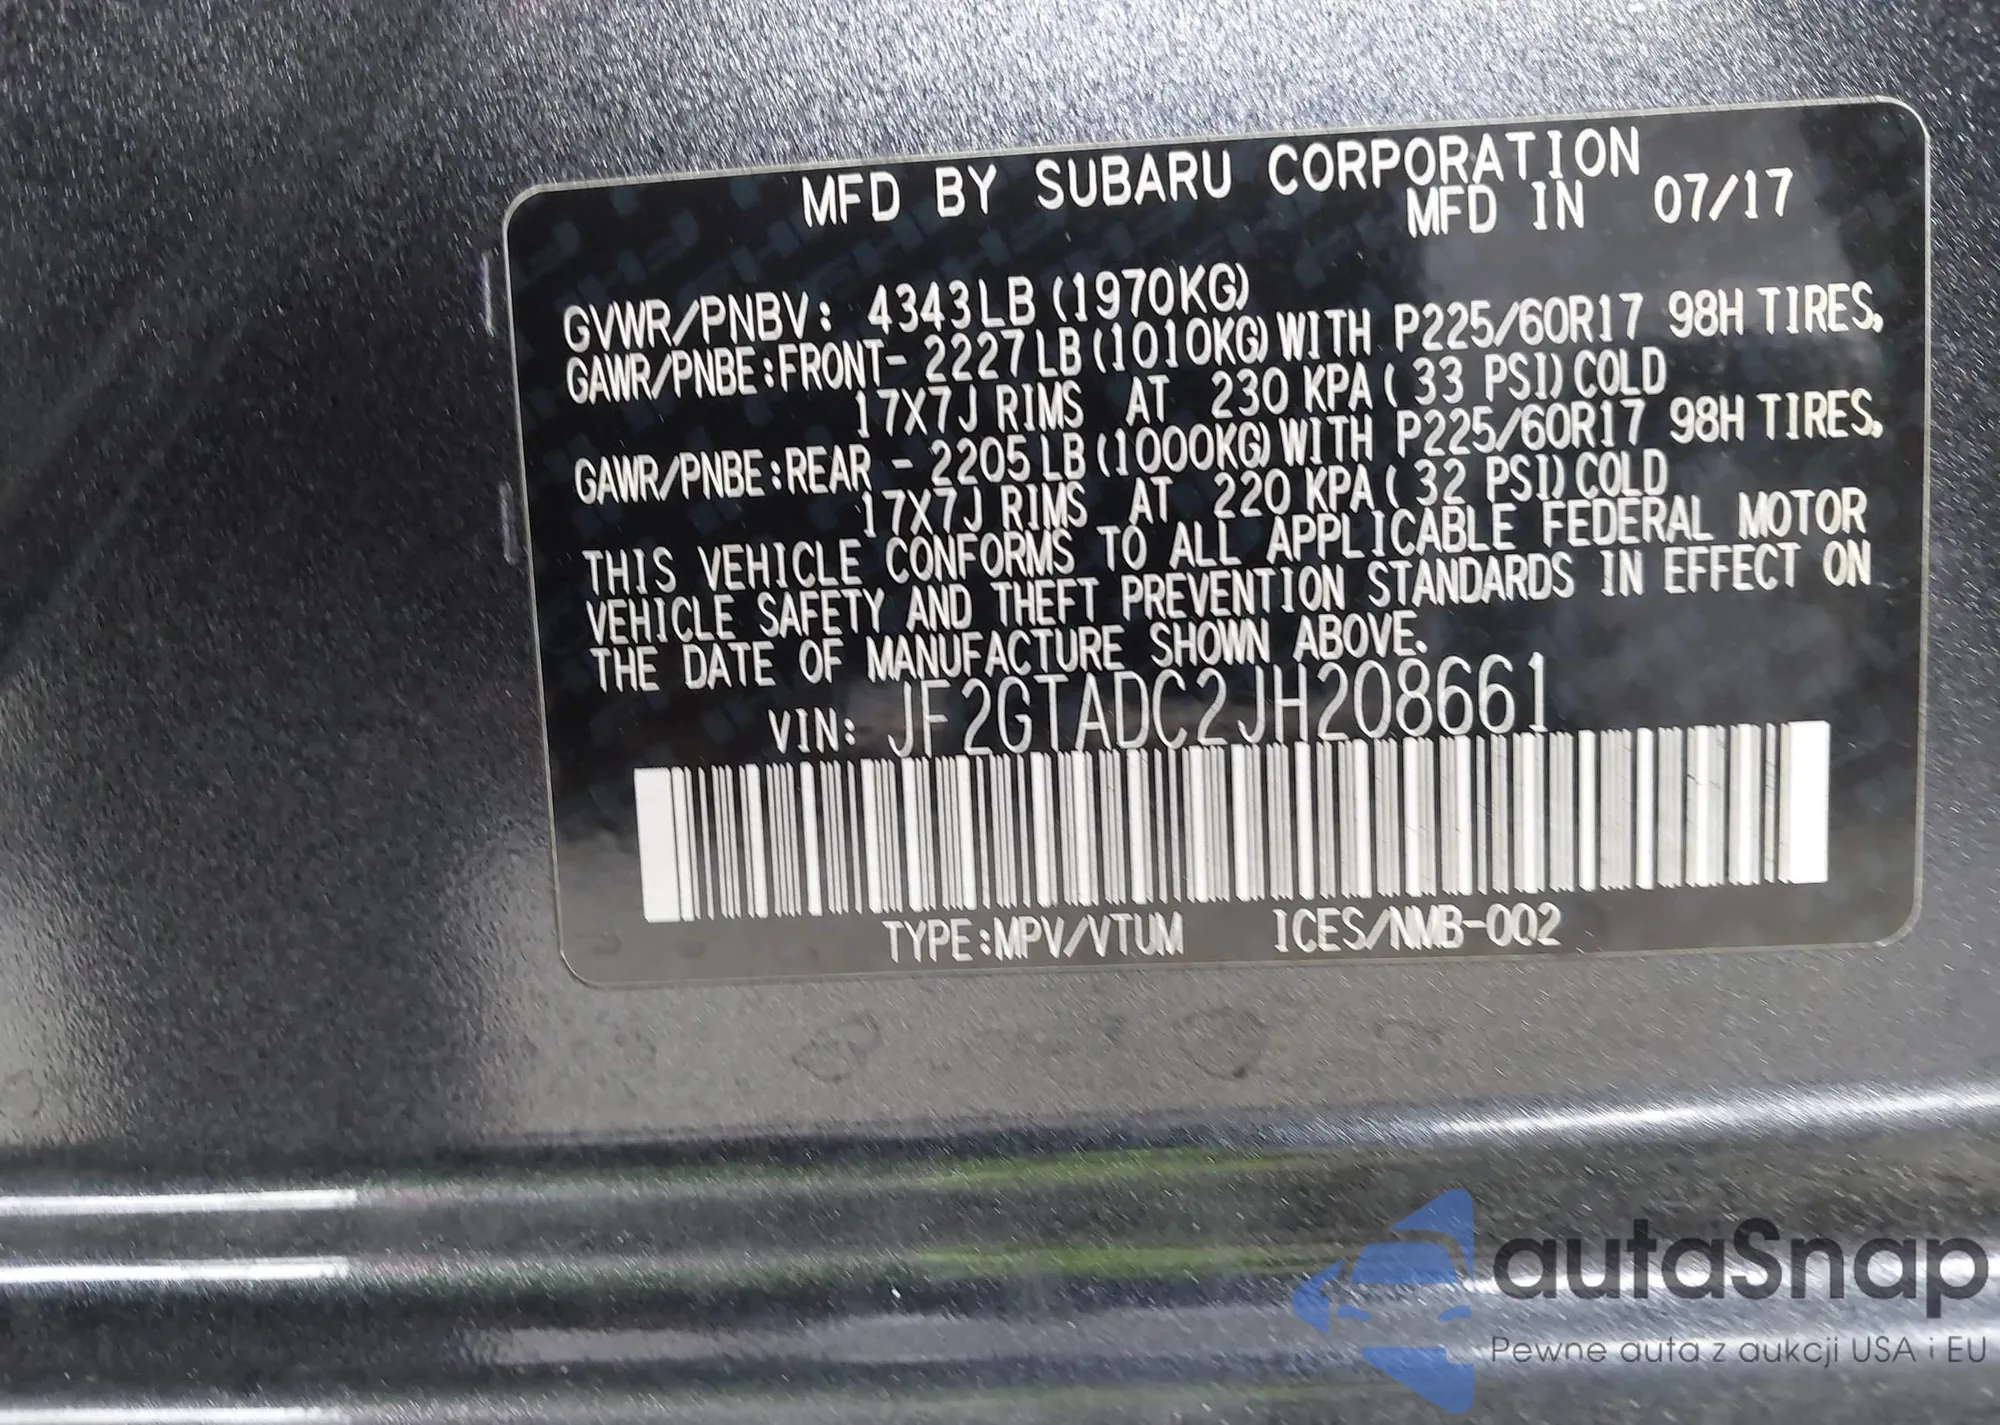 MFD BY SUBARU CORPORATION
MFD IN 07/17
GVWR/PNBV: 4343LB (1970KG)
GAWR/PNBE:FRONT- 2227LB(1010KG)WITH P225/60R17 98H TIRES,
17X7J RIMS AT 230 KPA( 33 PSI)COLD
GAWR/PNBE:REAR - 2205LB(1000KG)WITH P225/60R17 98H TIRES,
17X7J RIMS AT 220 KPA( 32 PSI)COLD
THIS VEHICLE CONFORMS TO ALL APPLICABLE FEDERAL MOTOR
VEHICLE SAFETY AND THEFT PREVENTION STANDARDS IN EFFECT ON
THE DATE OF MANUFACTURE SHOWN ABOVE.
VIN: JF2GTADC2JH208661
TYPE:MPV/VTUM ICES/NMB-002
autaSnap
Pewne auta z aukcji USA i EU